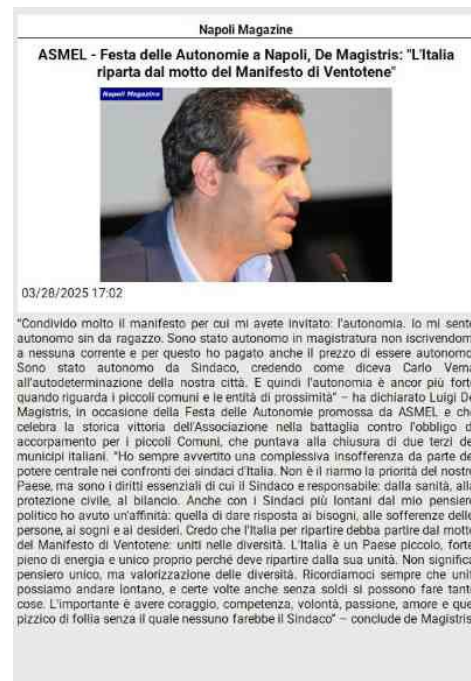 Napoli Magazine
ASMEL - Festa delle Autonomie a Napoli, De Magistris: "L'Italia
riparta dal motto del Manifesto di Ventotene"
Napoli Magazine
03/28/2025 17:02
"Condivido molto il manifesto per cui mi avete invitato: l'autonomia. Io mi sento
autonomo sin da ragazzo. Sono stato autonomo in magistratura non iscrivendom
a nessuna corrente e per questo ho pagato anche il prezzo di essere autonomo
Sono stato autonomo da Sindaco, credendo come diceva Carlo Verna
all'autodeterminazione della nostra città. E quindi l'autonomia è ancor più fort
quando riguarda i piccoli comuni e le entità di prossimità" – ha dichiarato Luigi De
Magistris, in occasione della Festa delle Autonomie promossa da ASMEL e che
celebra la storica vittoria dell'Associazione nella battaglia contro l'obbligo d
accorpamento per i piccoli Comuni, che puntava alla chiusura di due terzi de
municipi italiani. "Ho sempre avvertito una complessiva insofferenza da parte de
potere centrale nei confronti dei sindaci d'Italia. Non è il riarmo la priorità del nostr
Paese, ma sono i diritti essenziali di cui il Sindaco e responsabile: dalla sanità, alla
protezione civile, al bilancio. Anche con i Sindaci più lontani dal mio pensier
politico ho avuto un'affinità: quella di dare risposta ai bisogni, alle sofferenze delle
persone, ai sogni e ai desideri. Credo che l'Italia per ripartire debba partire dal motto
del Manifesto di Ventotene: uniti nelle diversità. L'Italia è un Paese piccolo, forte
pieno di energia e unico proprio perché deve ripartire dalla sua unità. Non significa
pensiero unico, ma valorizzazione delle diversità. Ricordiamoci sempre che unit
possiamo andare lontano, e certe volte anche senza soldi si possono fare tant
cose. L'importante è avere coraggio, competenza, volontà, passione, amore e que
pizzico di follia senza il quale nessuno farebbe il Sindaco" – conclude de Magistris